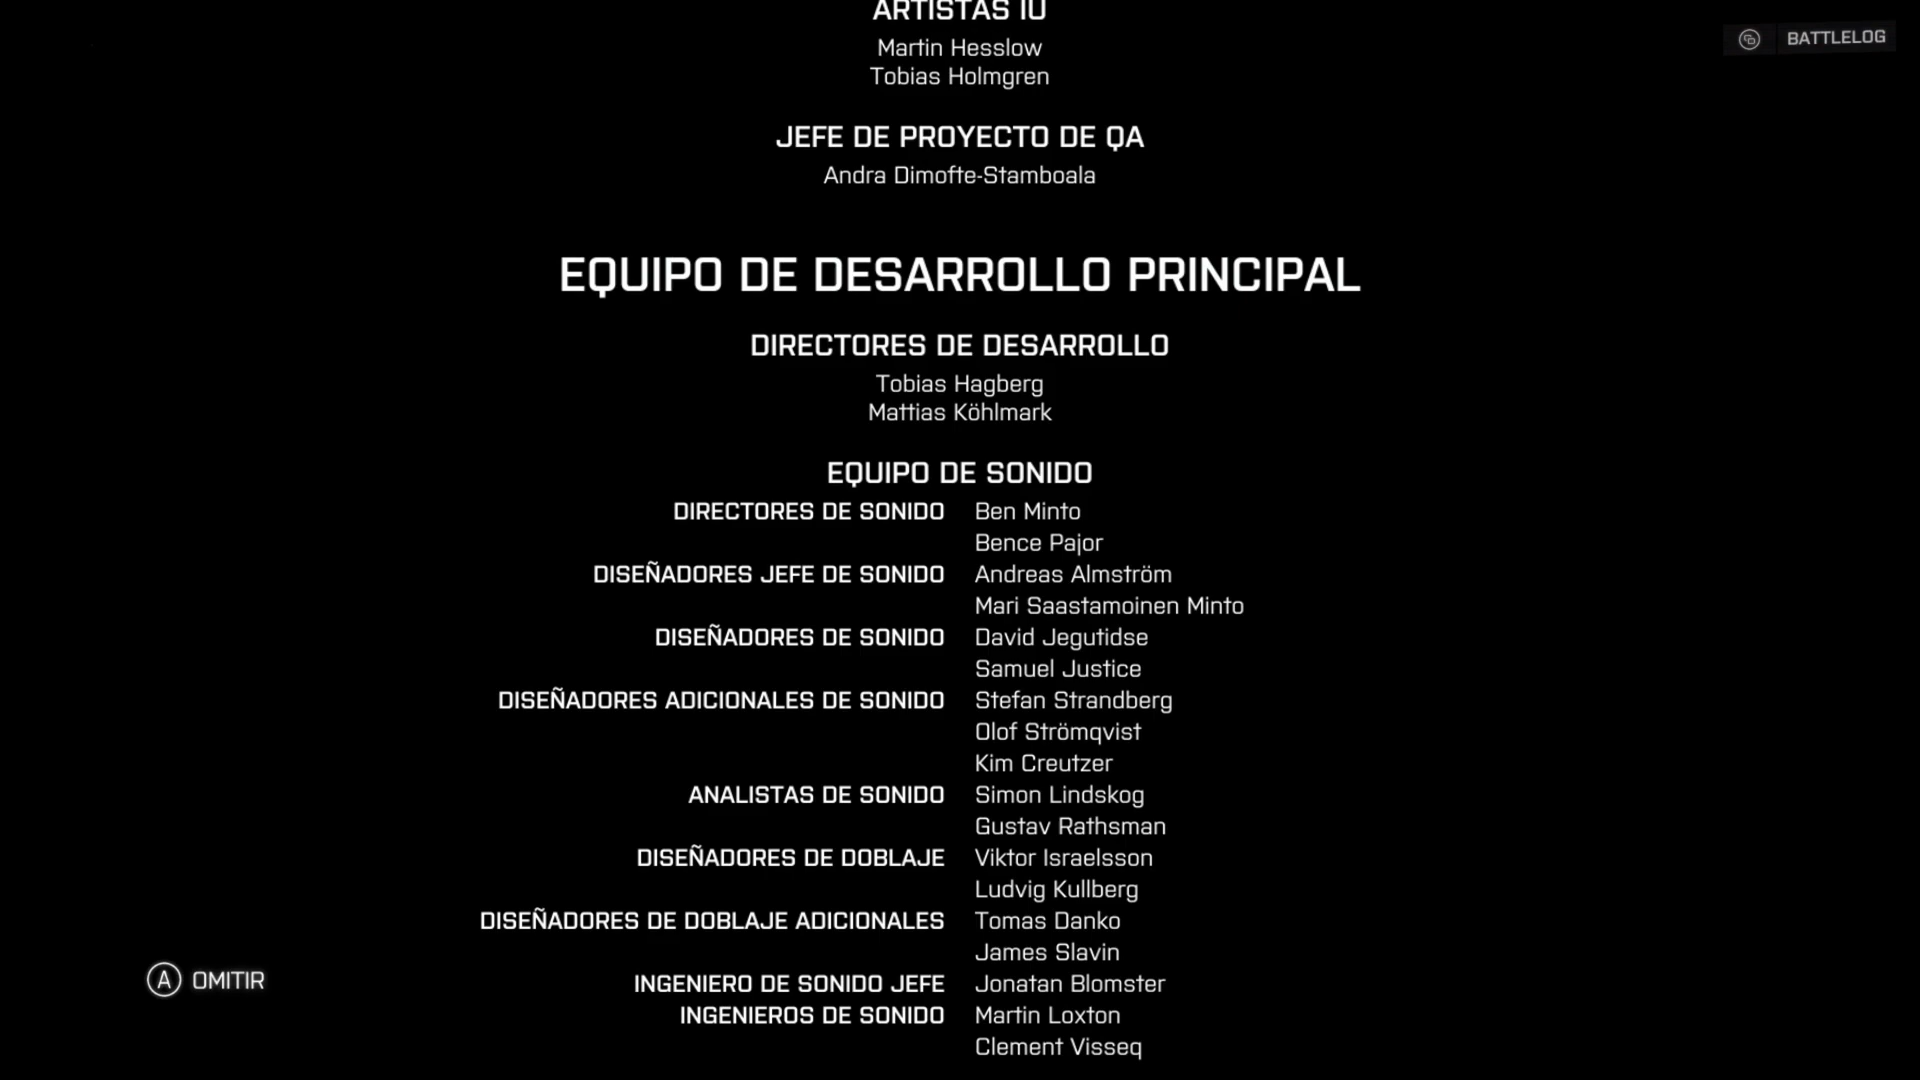 ARTISTAS IU
BATTLELOG
Martin Hesslow
Tobias Holmgren
JEFE DE PROYECTO DE QA
Andra Dimofte-Stamboala
EQUIPO DE DESARROLLO PRINCIPAL
DIRECTORES DE DESARROLLO
Tobias Hagberg
Mattias Köhlmark
EQUIPO DE SONIDO
DIRECTORES DE SONIDO Ben Minto
Bence Pajor
DISEÑADORES JEFE DE SONIDO Andreas Almström
Mari Saastamoinen Minto
DISEÑADORES DE SONIDO David Jegutidse
Samuel Justice
DISEÑADORES ADICIONALES DE SONIDO Stefan Strandberg
Olof Strömqvist
Kim Creutzer
ANALISTAS DE SONIDO Simon Lindskog
Gustav Rathsman
DISEÑADORES DE DOBLAJE Viktor Israelsson
Ludvig Kullberg
DISEÑADORES DE DOBLAJE ADICIONALES Tomas Danko
James Slavin
A OMITIR
INGENIERO DE SONIDO JEFE Jonatan Blomster
INGENIEROS DE SONIDO Martin Loxton
Clement Visseq